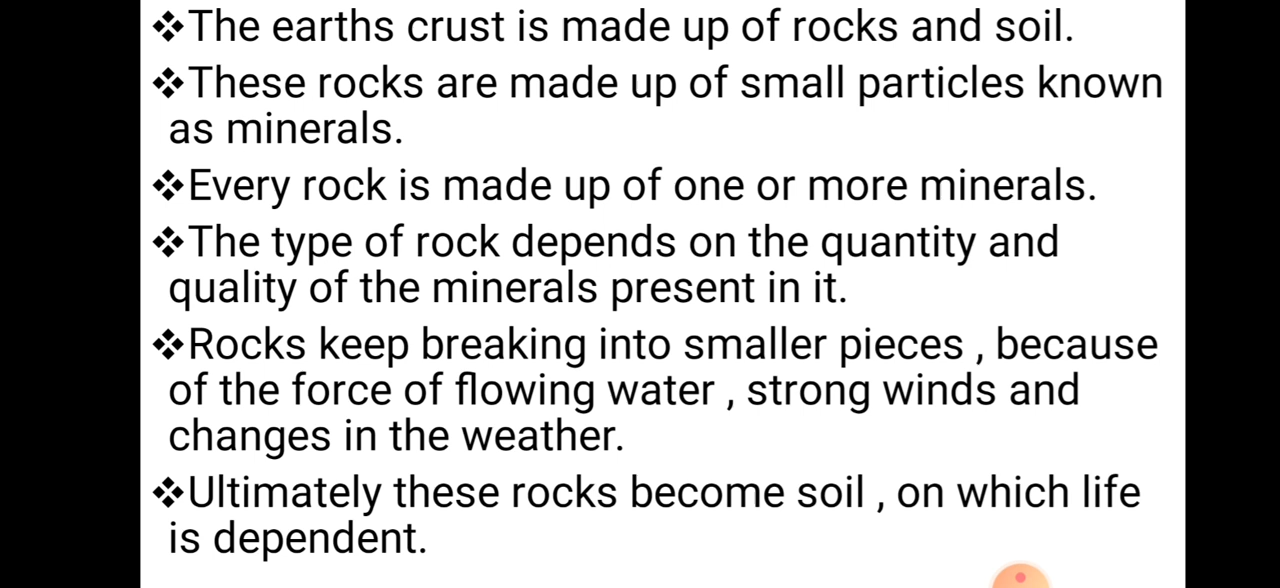 ❖The earths crust is made up of rocks and soil.
❖These rocks are made up of small particles known
as minerals.
❖Every rock is made up of one or more minerals.
❖The type of rock depends on the quantity and
quality of the minerals present in it.
❖Rocks keep breaking into smaller pieces , because
of the force of flowing water , strong winds and
changes in the weather.
❖Ultimately these rocks become soil , on which life
is dependent.